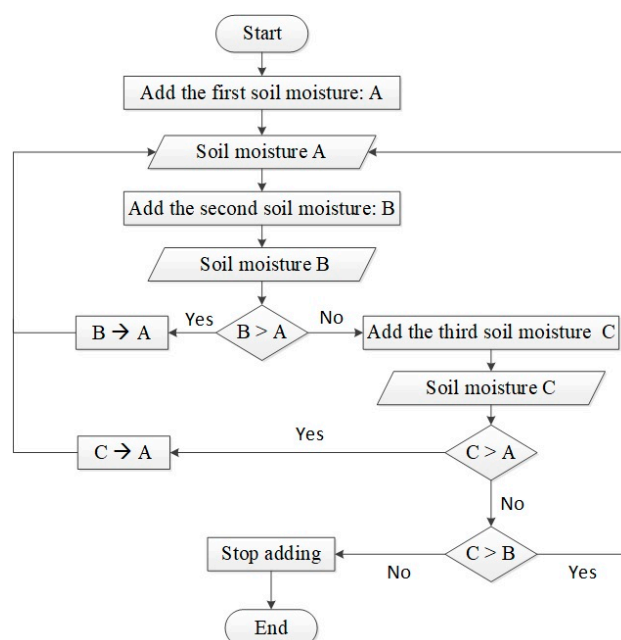 Start
Add the first soil moisture: A
Soil moisture A
Add the second soil moisture: B
Soil moisture B
B → A
Yes
B > A
No
Add the third soil moisture C
Soil moisture C
C → A
Yes
C > A
No
Stop adding
No
C > B
Yes
End